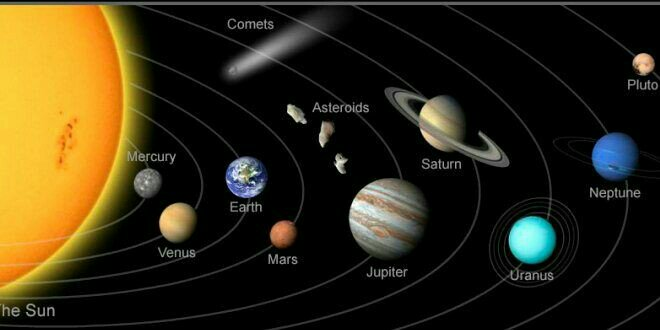 Comets
Pluto
Asteroids
Mercury
Saturn
Neptune
Earth
Venus
Mars
Jupiter
Uranus
The Sun